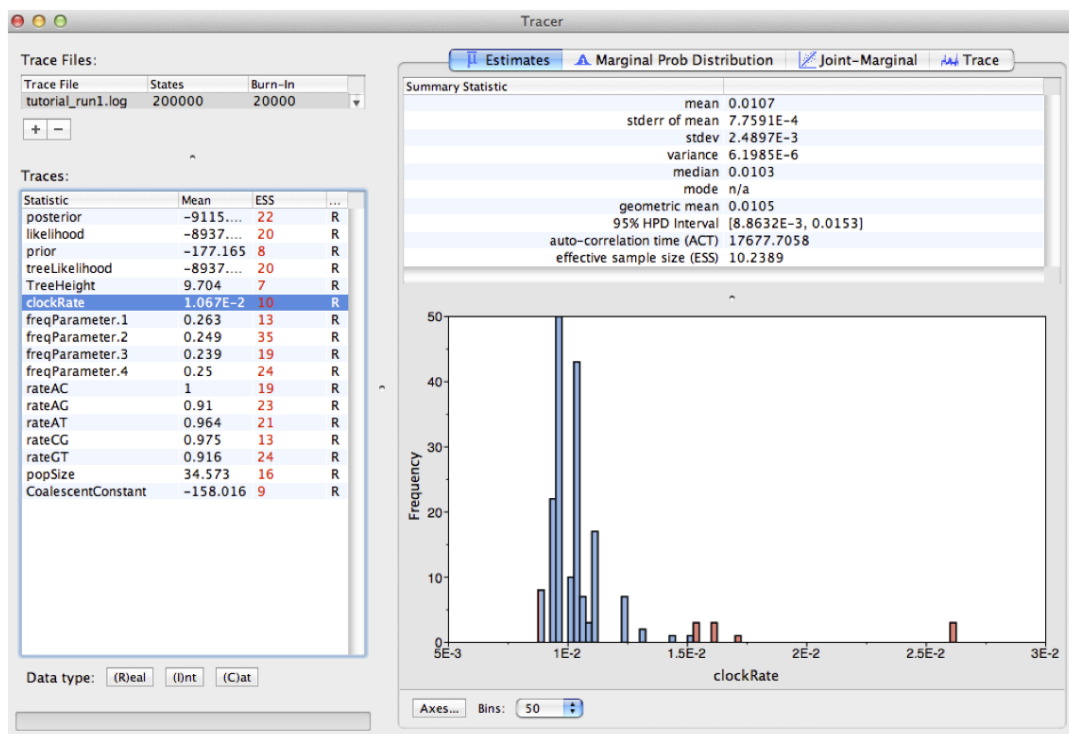 Tracer
Trace Files:
Trace File States Burn-In
tutorial_run1.log 200000 20000
+ −
Traces:
Statistic Mean ESS ...
posterior -9115.... 22 R
likelihood -8937.... 20 R
prior -177.165 8 R
treeLikelihood -8937.... 20 R
TreeHeight 9.704 7 R
clockRate 1.067E-2 10 R
freqParameter.1 0.263 13 R
freqParameter.2 0.249 35 R
freqParameter.3 0.239 19 R
freqParameter.4 0.25 24 R
rateAC 1 19 R
rateAG 0.91 23 R
rateAT 0.964 21 R
rateCG 0.975 13 R
rateGT 0.916 24 R
popSize 34.573 16 R
CoalescentConstant -158.016 9 R
Data type: (R)eal (I)nt (C)at
Estimates Marginal Prob Distribution Joint-Marginal Trace
Summary Statistic
mean 0.0107
stderr of mean 7.7591E-4
stdev 2.4897E-3
variance 6.1985E-6
median 0.0103
mode n/a
geometric mean 0.0105
95% HPD Interval [8.8632E-3, 0.0153]
auto-correlation time (ACT) 17677.7058
effective sample size (ESS) 10.2389
50
40
30
20
10
0
Frequency
5E-3 1E-2 1.5E-2 2E-2 2.5E-2 3E-2
clockRate
Axes... Bins: 50